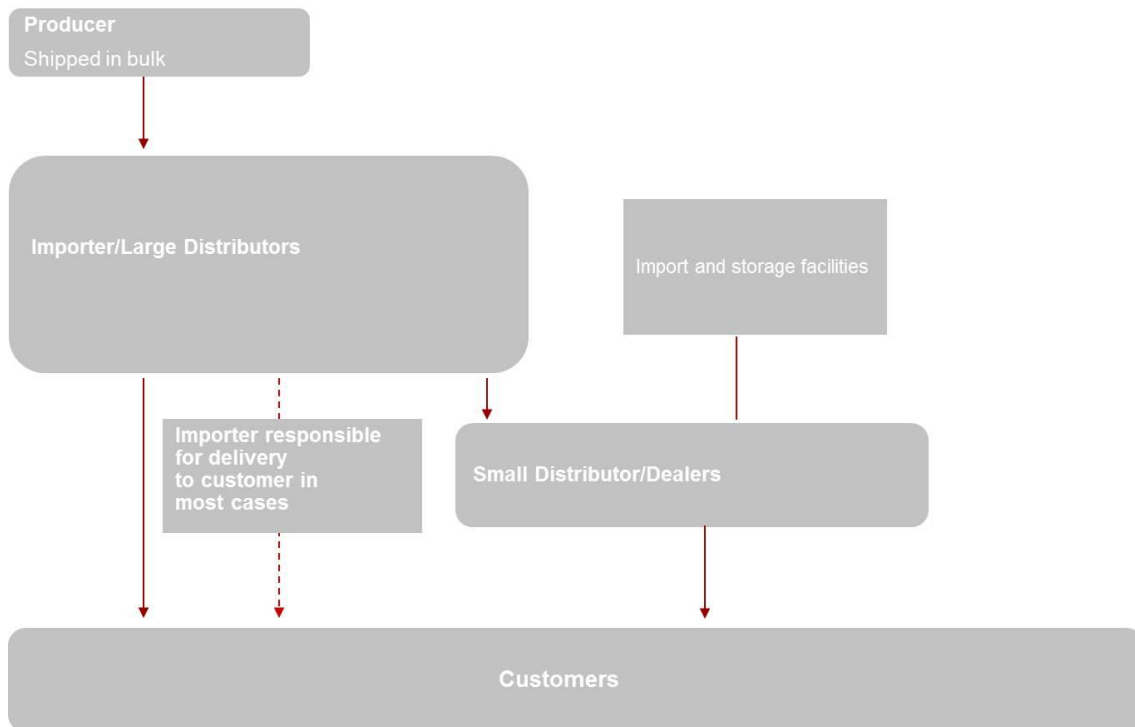 Producer
Shipped in bulk
Importer/Large Distributors
Import and storage facilities
Importer responsible
for delivery
to customer in
most cases
Small Distributor/Dealers
Customers